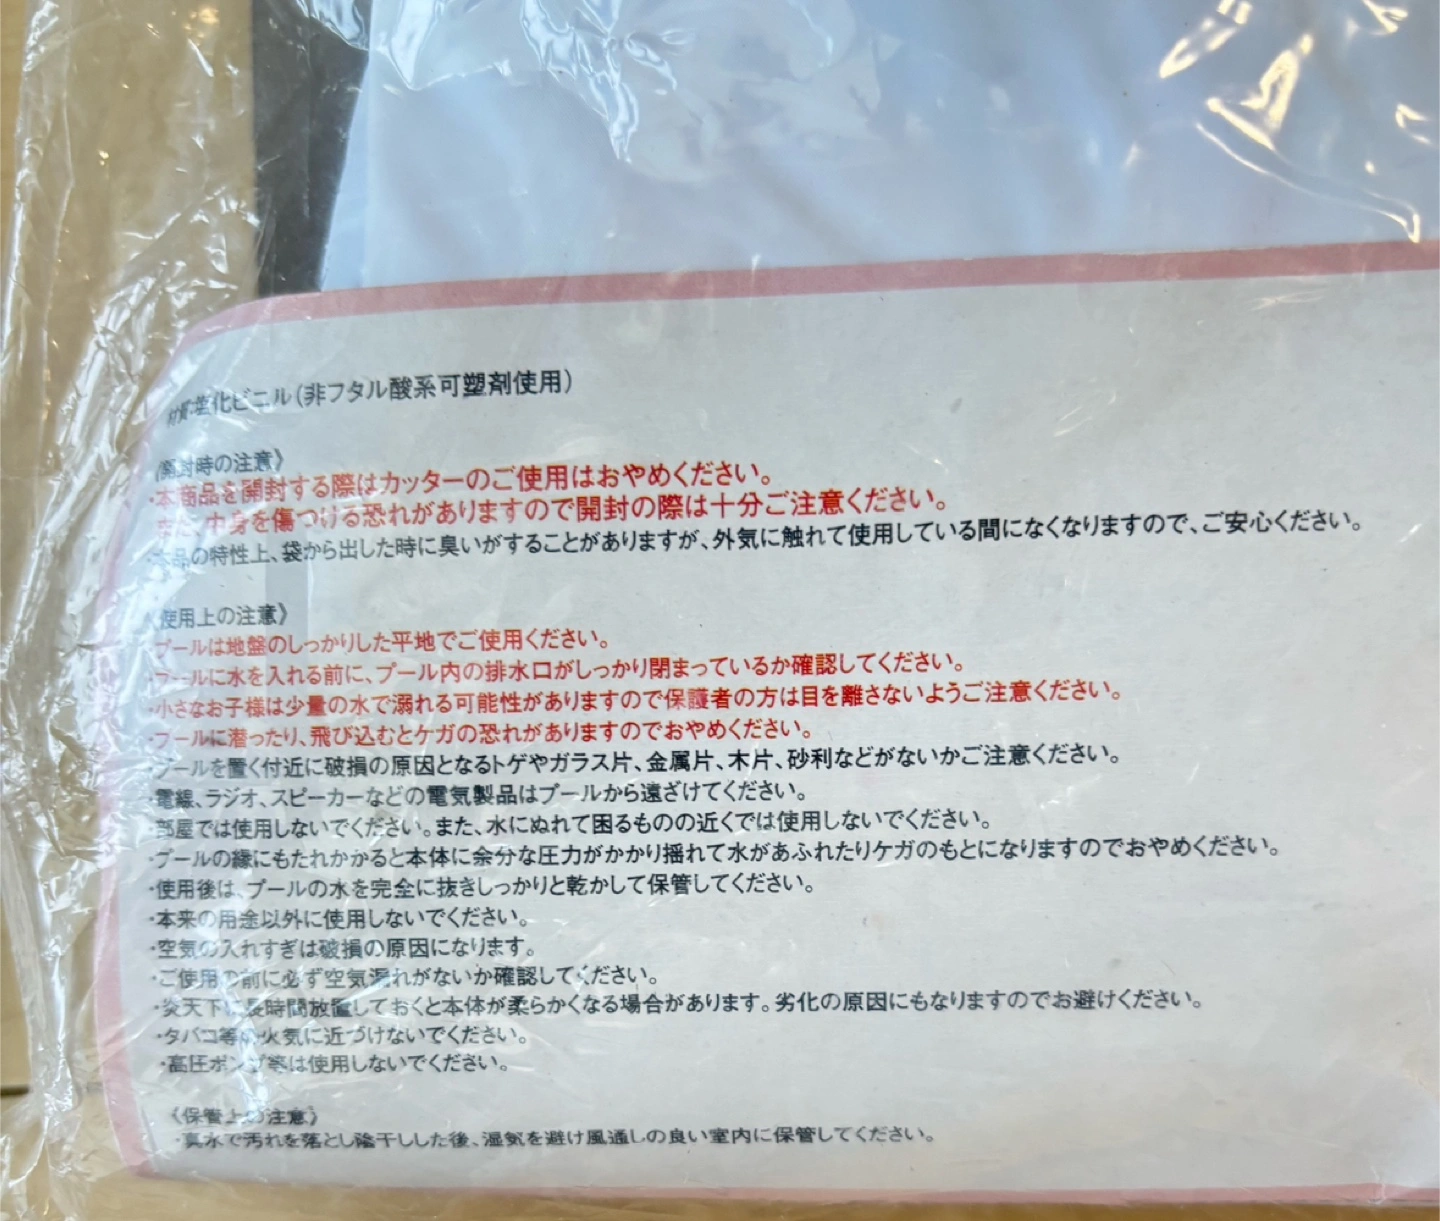 材質:塩化ビニル(非フタル酸系可塑剤使用)
《開封時の注意》
・本商品を開封する際はカッターのご使用はおやめください。
また、中身を傷つける恐れがありますので開封の際は十分ご注意ください。
・本品の特性上、袋から出した時に臭いがすることがありますが、外気に触れて使用している間になくなりますので、ご安心ください。
《使用上の注意》
・プールは地盤のしっかりした平地でご使用ください。
・プールに水を入れる前に、プール内の排水口がしっかり閉まっているか確認してください。
・小さなお子様は少量の水で溺れる可能性がありますので保護者の方は目を離さないようご注意ください。
・プールに潜ったり、飛び込むとケガの恐れがありますのでおやめください。
・プールを置く付近に破損の原因となるトゲやガラス片、金属片、木片、砂利などがないかご注意ください。
・電線、ラジオ、スピーカーなどの電気製品はプールから遠ざけてください。
・部屋では使用しないでください。また、水にぬれて困るものの近くでは使用しないでください。
・プールの縁にもたれかかると本体に余分な圧力がかかり揺れて水があふれたりケガのもとになりますのでおやめください。
・使用後は、プールの水を完全に抜きしっかりと乾かして保管してください。
・本来の用途以外に使用しないでください。
・空気の入れすぎは破損の原因になります。
・ご使用の前に必ず空気漏れがないか確認してください。
・炎天下に長時間放置しておくと本体が柔らかくなる場合があります。劣化の原因にもなりますのでお避けください。
・タバコ等の火気に近づけないでください。
・高圧ポンプ等は使用しないでください。
《保管上の注意》
・真水で汚れを落とし陰干しした後、湿気を避け風通しの良い室内に保管してください。